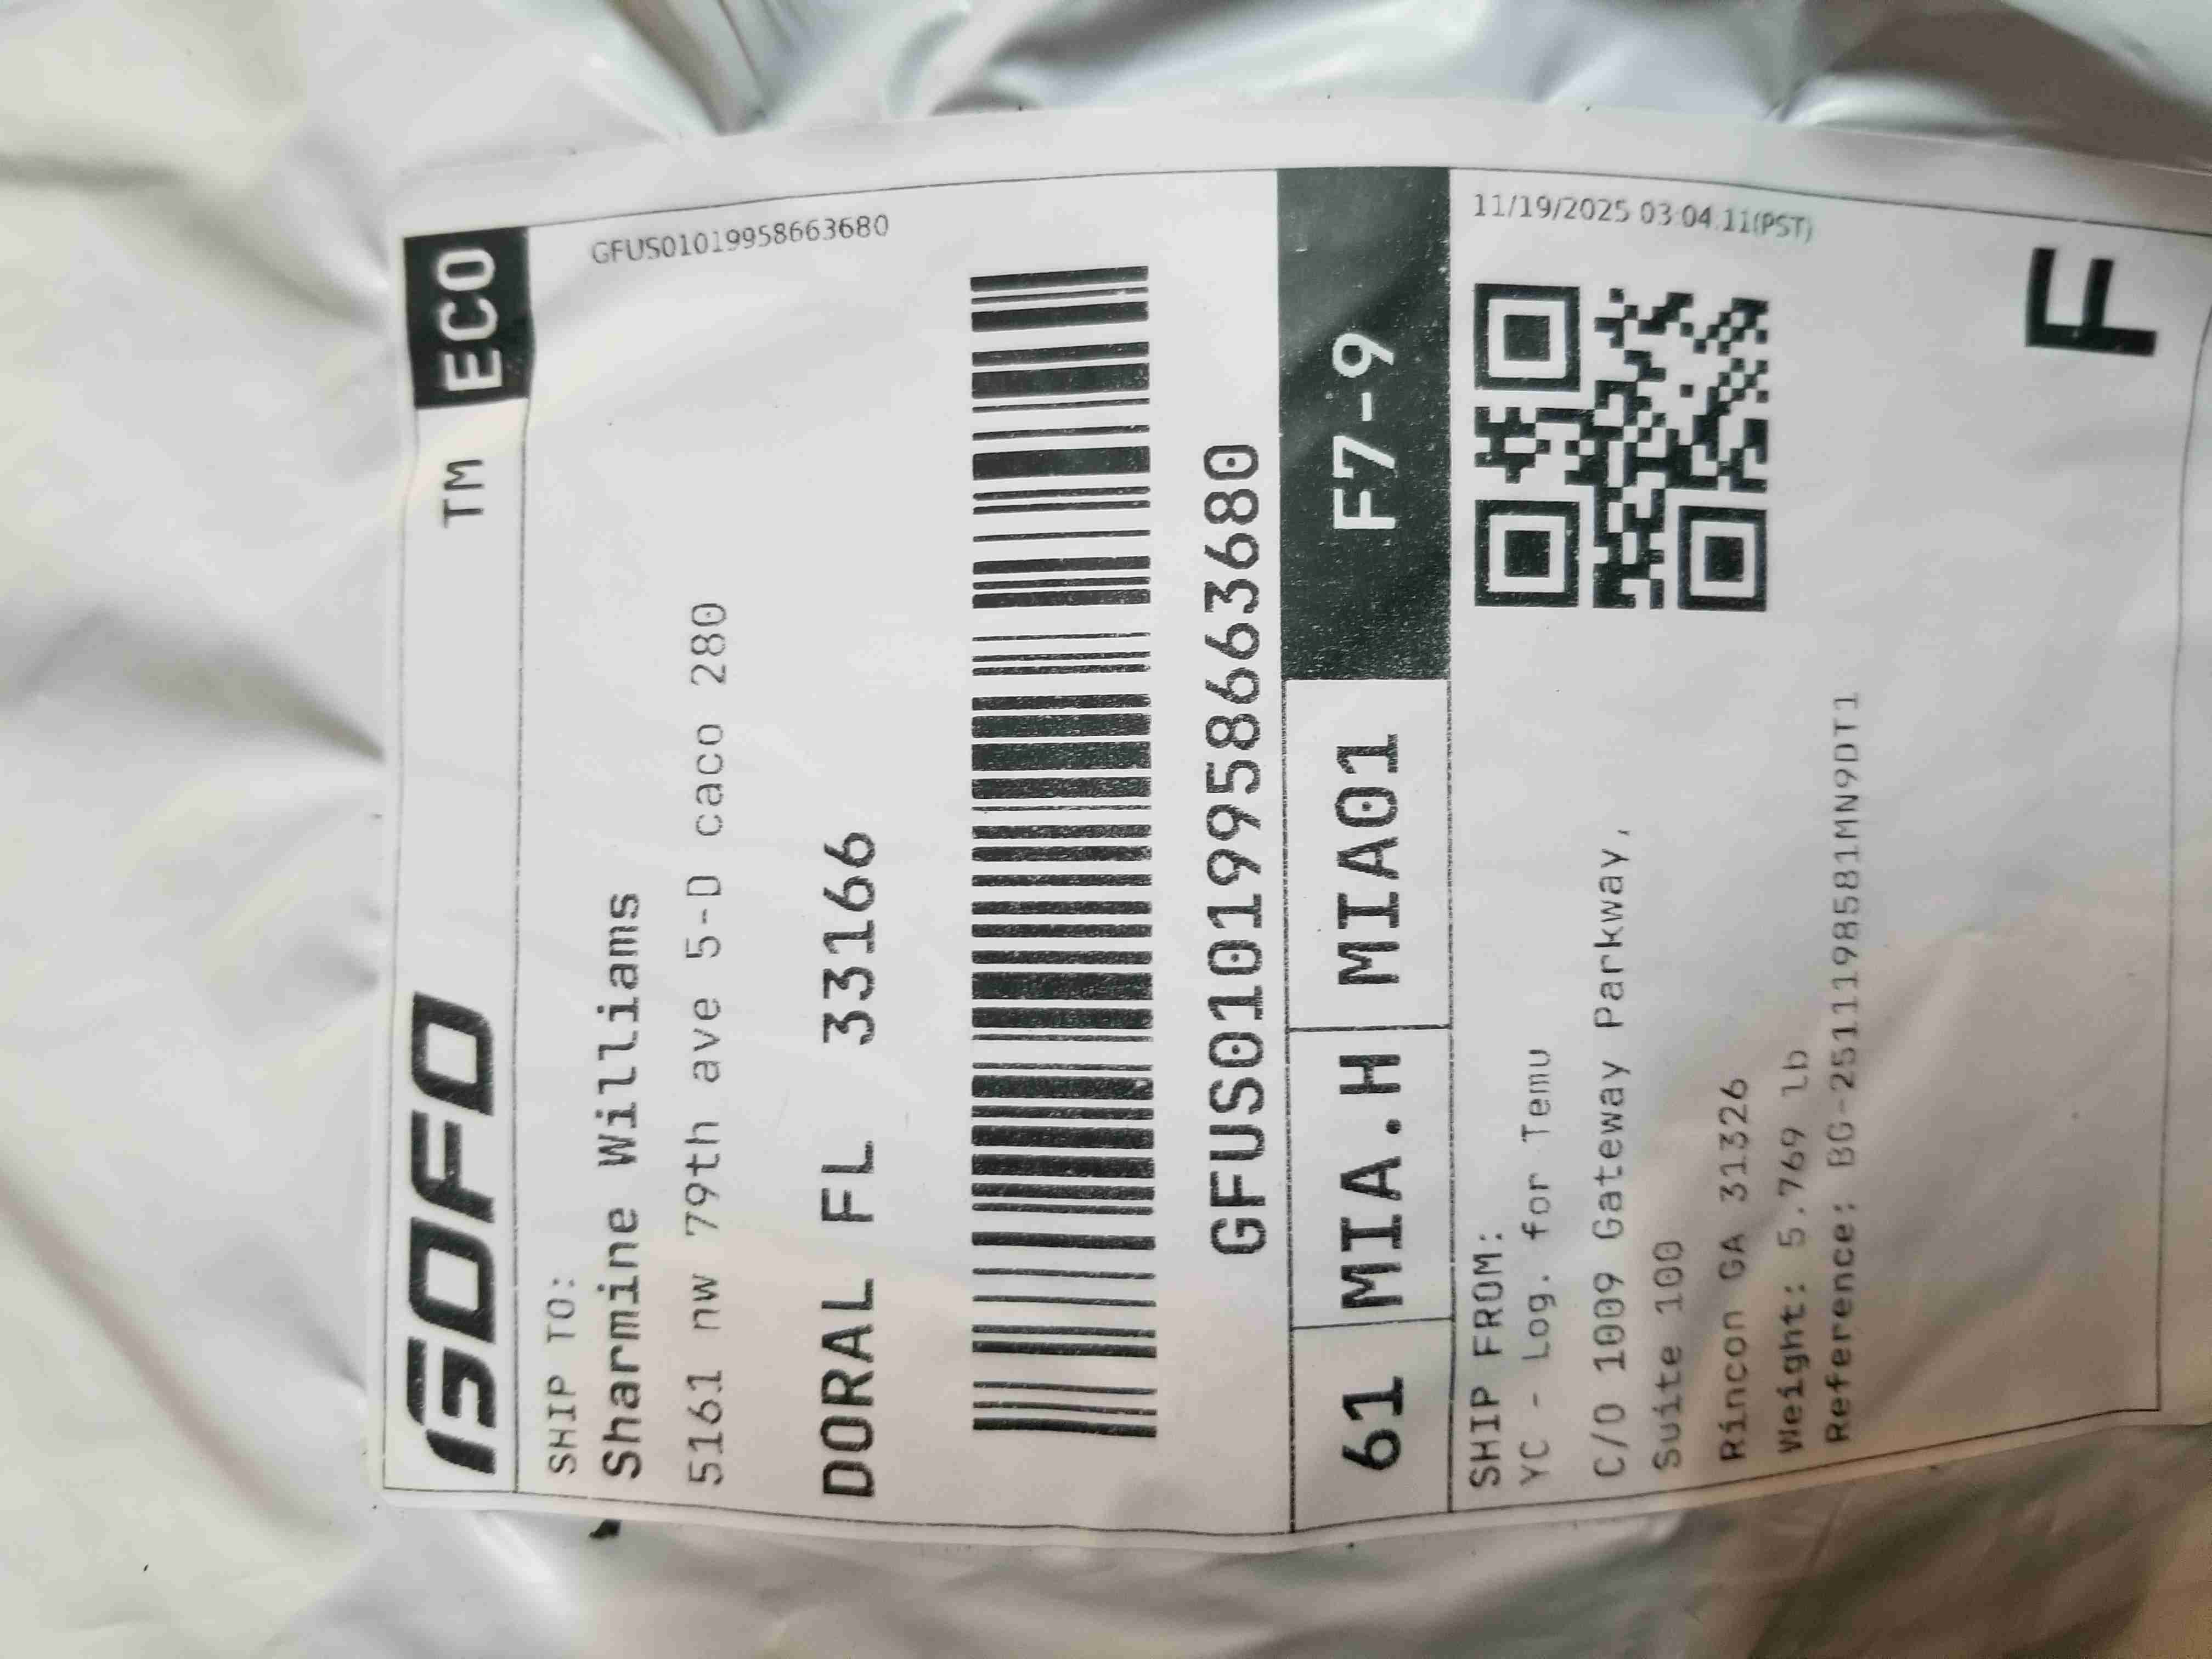 GOFO TM ECO
GFUS01019958663680
SHIP TO:
Sharmine Williams
5161 nw 79th ave 5-D caco 280
DORAL FL 33166
GFUS01019958663680
61 MIA.H MIA01 F7-9
11/19/2025 03:04:11(PST)
SHIP FROM:
YC - Log. for Temu
C/O 1009 Gateway Parkway,
Suite 100
Rincon GA 31326
Weight: 5.769 lb
Reference: BG-2511198581MN9DT1
F